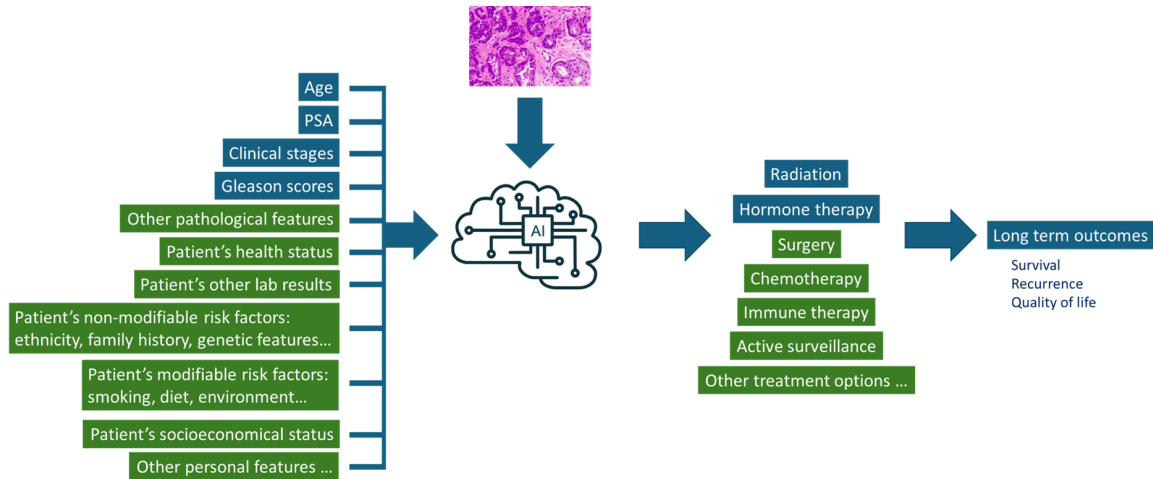 Age
PSA
Clinical stages
Gleason scores
Other pathological features
Patient's health status
Patient's other lab results
Patient's non-modifiable risk factors:
ethnicity, family history, genetic features...
Patient's modifiable risk factors:
smoking, diet, environment...
Patient's socioeconomical status
Other personal features ...
AI
Radiation
Hormone therapy
Surgery
Chemotherapy
Immune therapy
Active surveillance
Other treatment options ...
Long term outcomes
Survival
Recurrence
Quality of life